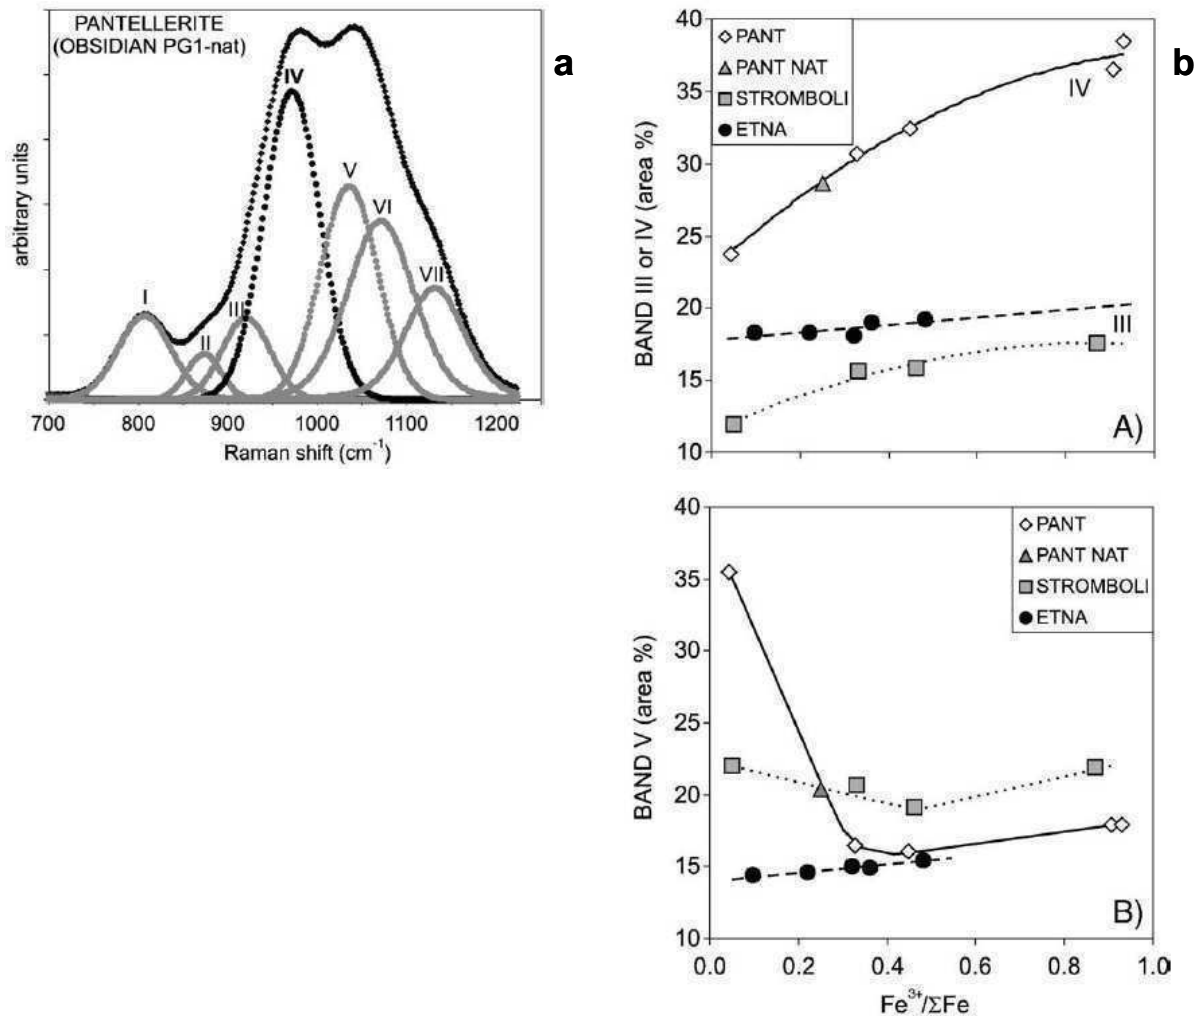 PANTELLERITE
(OBSIDIAN PG1-nat)
a
arbitrary units
I
II
III
IV
V
VI
VII
700 800 900 1000 1100 1200
Raman shift (cm⁻¹)
b
BAND III or IV (area %)
40
35
30
25
20
15
10
PANT
PANT NAT
STROMBOLI
ETNA
IV
III
A)
BAND V (area %)
40
35
30
25
20
15
10
PANT
PANT NAT
STROMBOLI
ETNA
B)
0.0 0.2 0.4 0.6 0.8 1.0
Fe³⁺/ΣFe